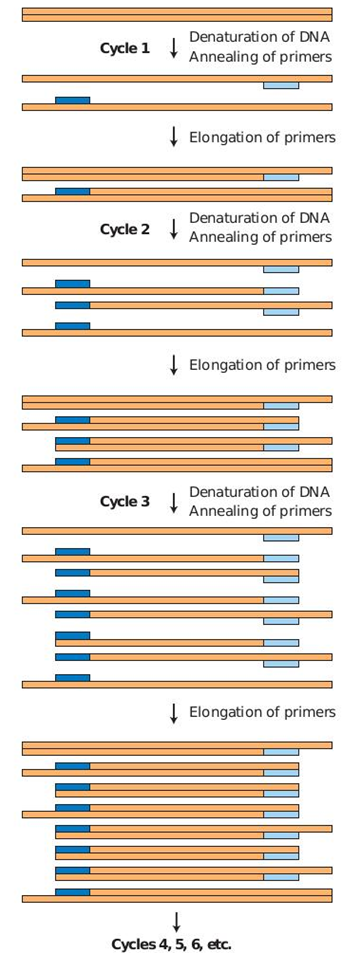 Denaturation of DNA
Cycle 1
Annealing of primers
Elongation of primers
Denaturation of DNA
Cycle 2
Annealing of primers
Elongation of primers
Denaturation of DNA
Cycle 3
Annealing of primers
Elongation of primers
Cycles 4, 5, 6, etc.